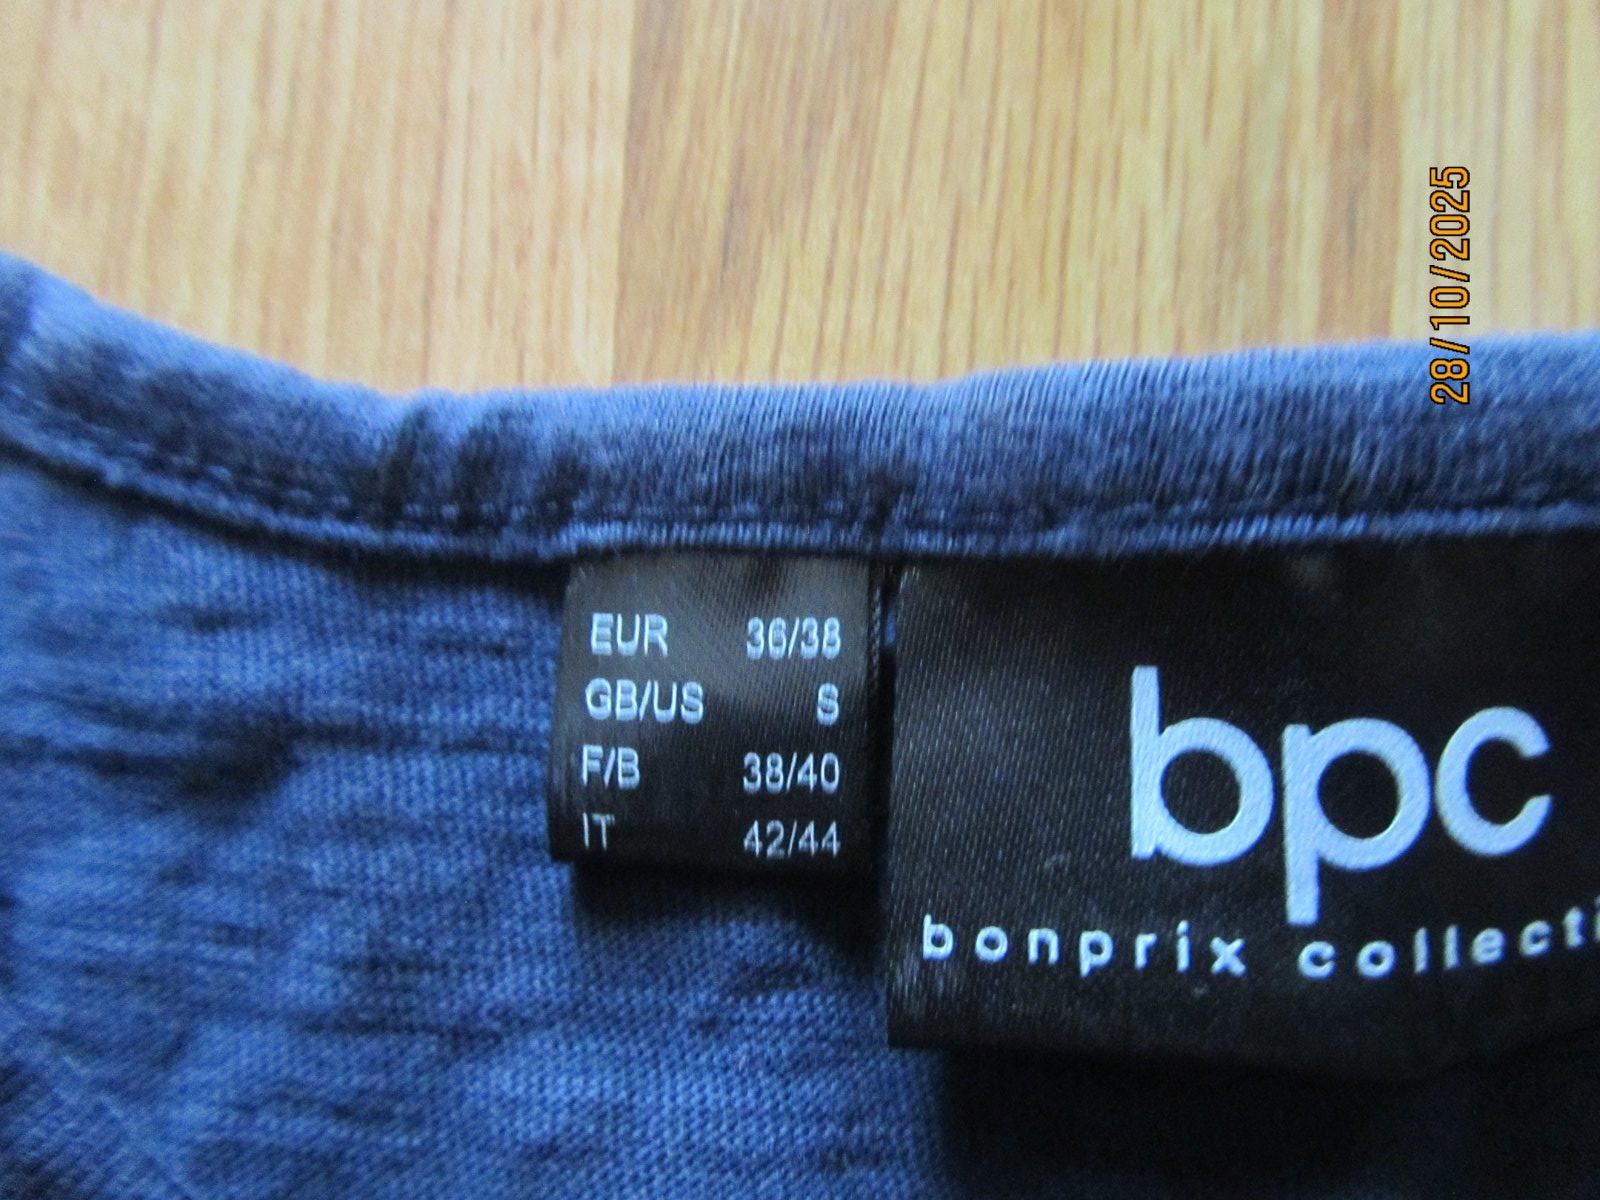 EUR 36/38
GB/US S
F/B 38/40
IT 42/44
bpc
bonprix collecti
28/10/2025